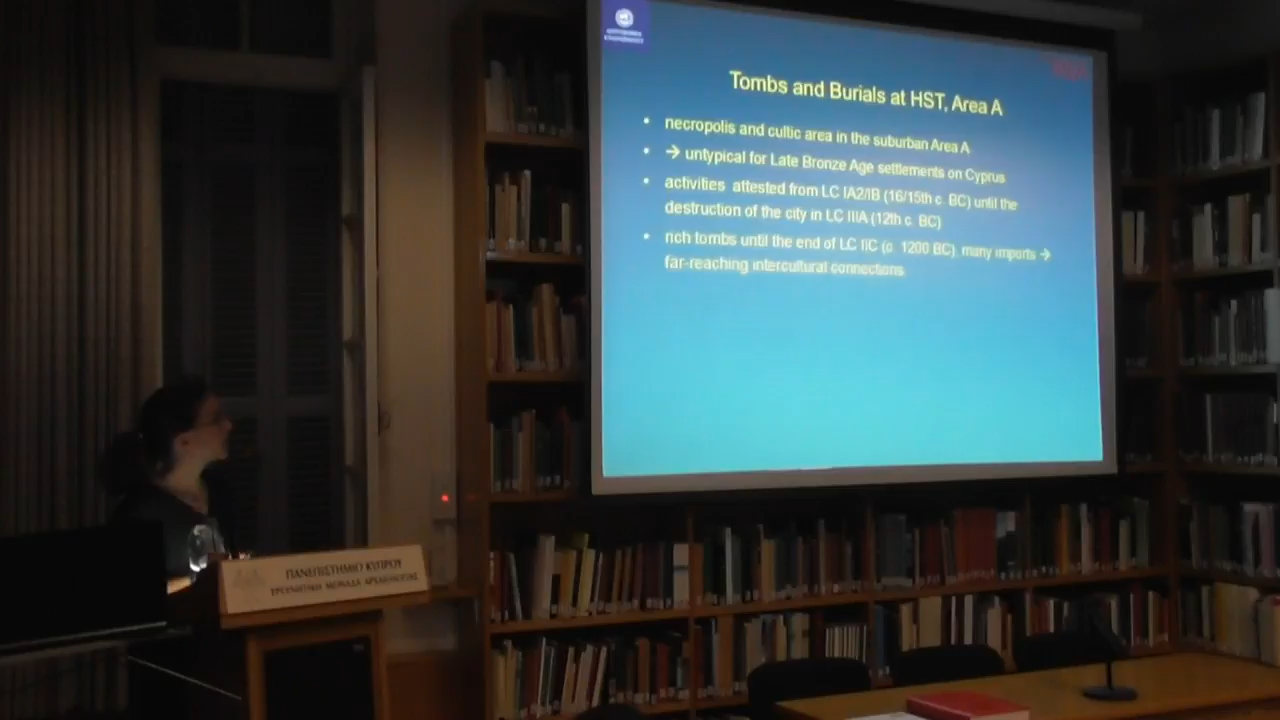 Tombs and Burials at HST, Area A
• necropolis and cultic area in the suburban Area A
• → untypical for Late Bronze Age settlements on Cyprus
• activities attested from LC IA2/IB (16/15th c. BC) until the
destruction of the city in LC IIIA (12th c. BC)
• rich tombs until the end of LC IIC (c. 1200 BC), many imports →
far-reaching intercultural connections
ΠΑΝΕΠΙΣΤΗΜΙΟ ΚΥΠΡΟΥ
ΕΡΕΥΝΗΤΙΚΗ ΜΟΝΑΔΑ ΑΡΧΑΙΟΛΟΓΙΑΣ